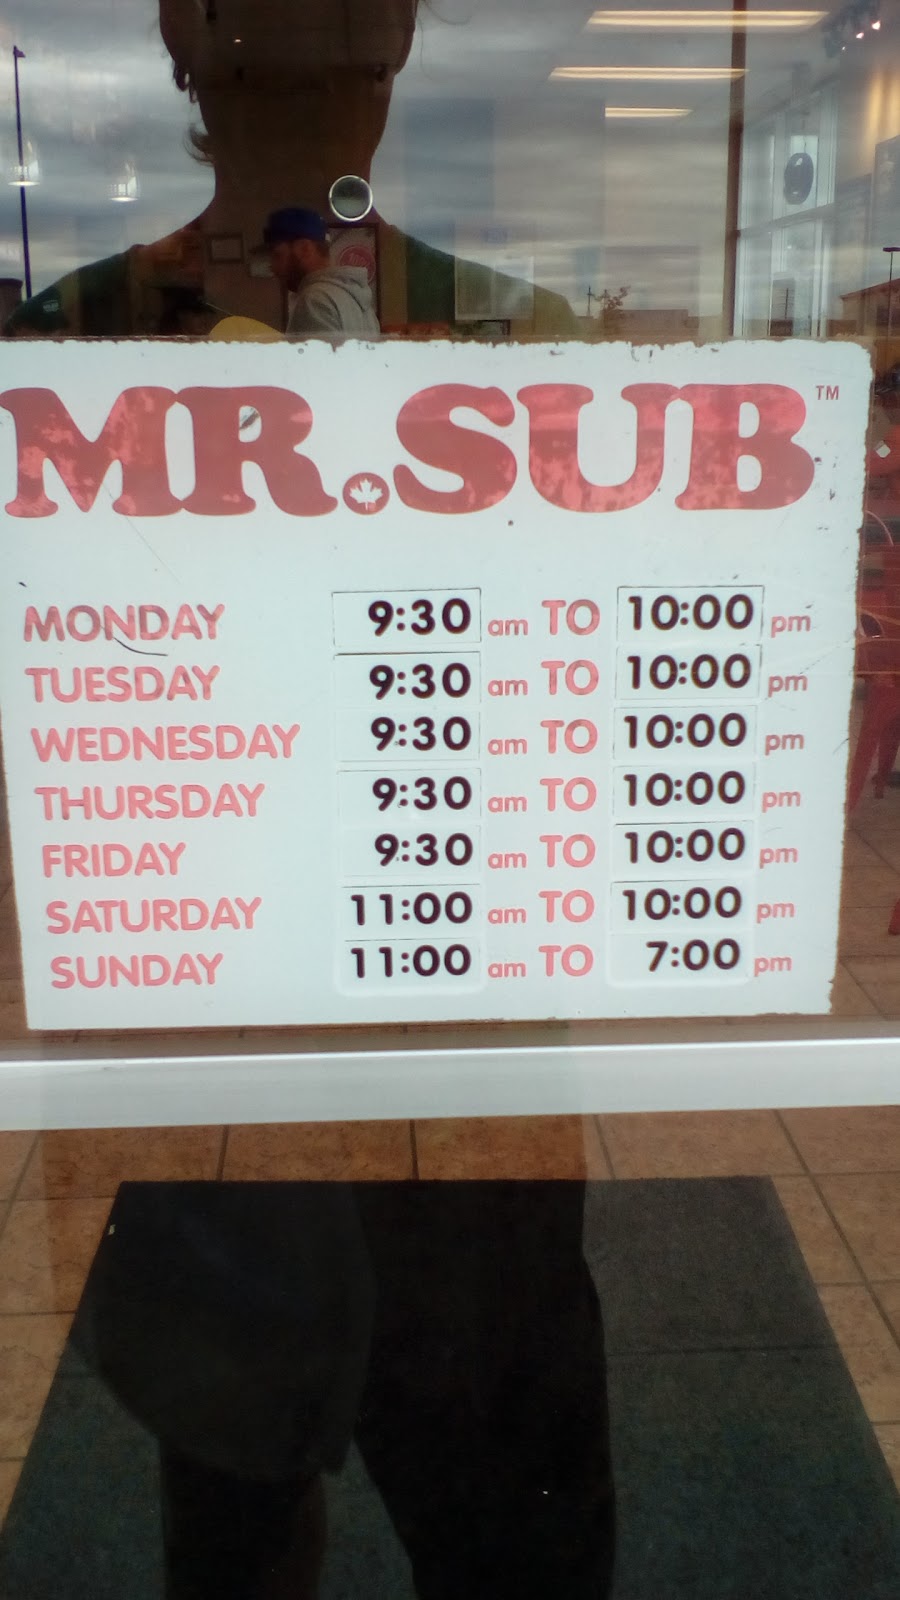 MR.SUB™
MONDAY 9:30 am TO 10:00 pm
TUESDAY 9:30 am TO 10:00 pm
WEDNESDAY 9:30 am TO 10:00 pm
THURSDAY 9:30 am TO 10:00 pm
FRIDAY 9:30 am TO 10:00 pm
SATURDAY 11:00 am TO 10:00 pm
SUNDAY 11:00 am TO 7:00 pm